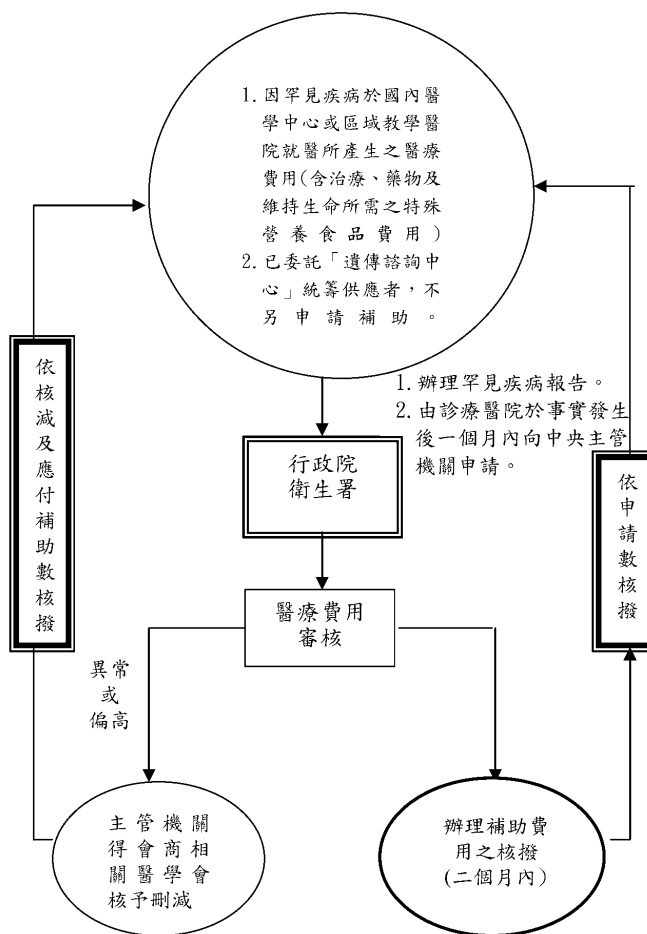 1. 因罕見疾病於國內醫
學中心或區域教學醫
院就醫所產生之醫療
費用(含治療、藥物及
維持生命所需之特殊
營養食品費用)
2. 已委託「遺傳諮詢中
心」統籌供應者，不
另申請補助。
1. 辦理罕見疾病報告。
2. 由診療醫院於事實發生
後一個月內向中央主管
機關申請。
行政院
衛生署
依核減及應付補助數核撥
依申請數核撥
醫療費用
審核
異常
或
偏高
主管機關
得會商相
關醫學會
核予刪減
辦理補助費
用之核撥
(二個月內)